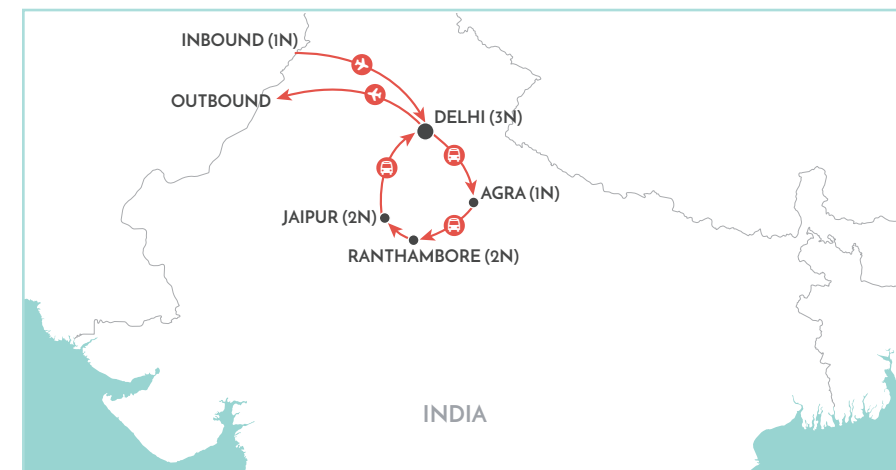 INBOUND (1N)
OUTBOUND
DELHI (3N)
AGRA (1N)
JAIPUR (2N)
RANTHAMBORE (2N)
INDIA